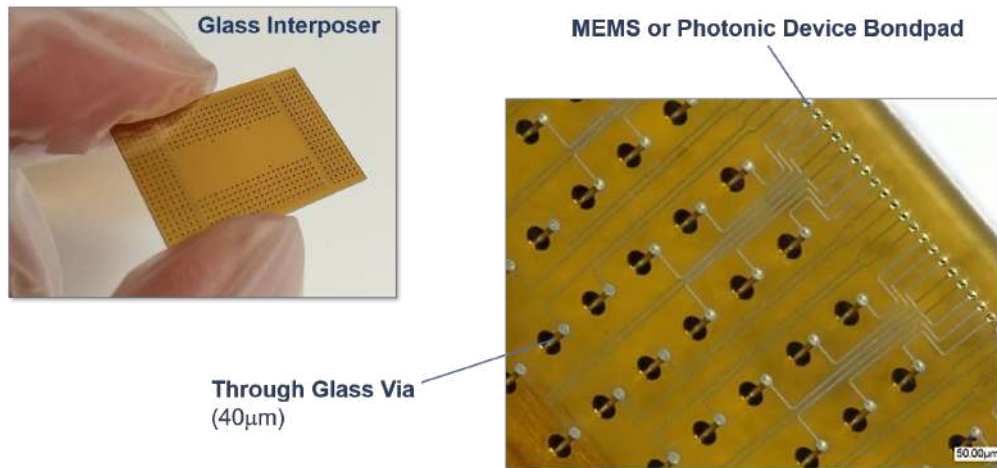 Glass Interposer
MEMS or Photonic Device Bondpad
Through Glass Via
(40µm)
50.00µm